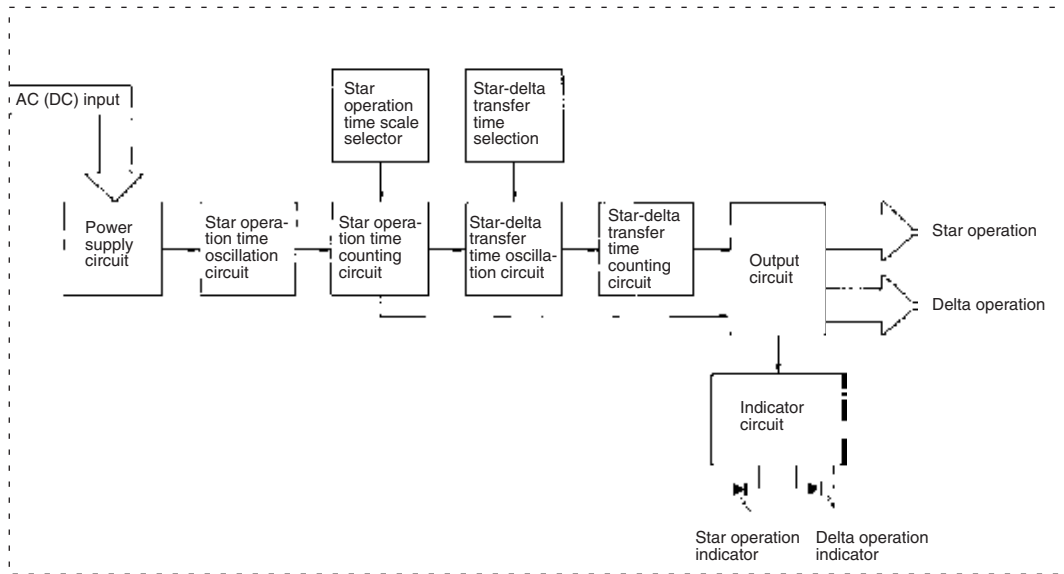 AC (DC) input
Star
operation
time scale
selector
Star-delta
transfer
time
selection
Power
supply
circuit
Star opera-
tion time
oscillation
circuit
Star opera-
tion time
counting
circuit
Star-delta
transfer
time oscilla-
tion circuit
Star-delta
transfer
time
counting
circuit
Output
circuit
Star operation
Delta operation
Indicator
circuit
Star operation
indicator
Delta operation
indicator